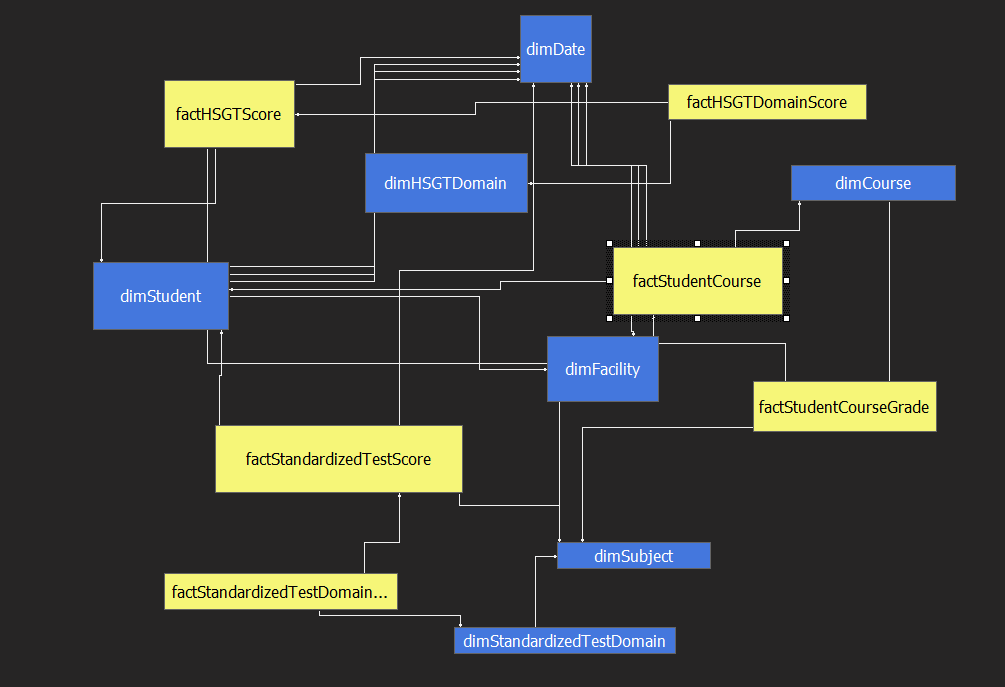 dimDate
factHSGTScore
factHSGTDomainScore
dimHSGTDomain
dimCourse
factStudentCourse
dimStudent
dimFacility
factStudentCourseGrade
factStandardizedTestScore
dimSubject
factStandardizedTestDomain...
dimStandardizedTestDomain